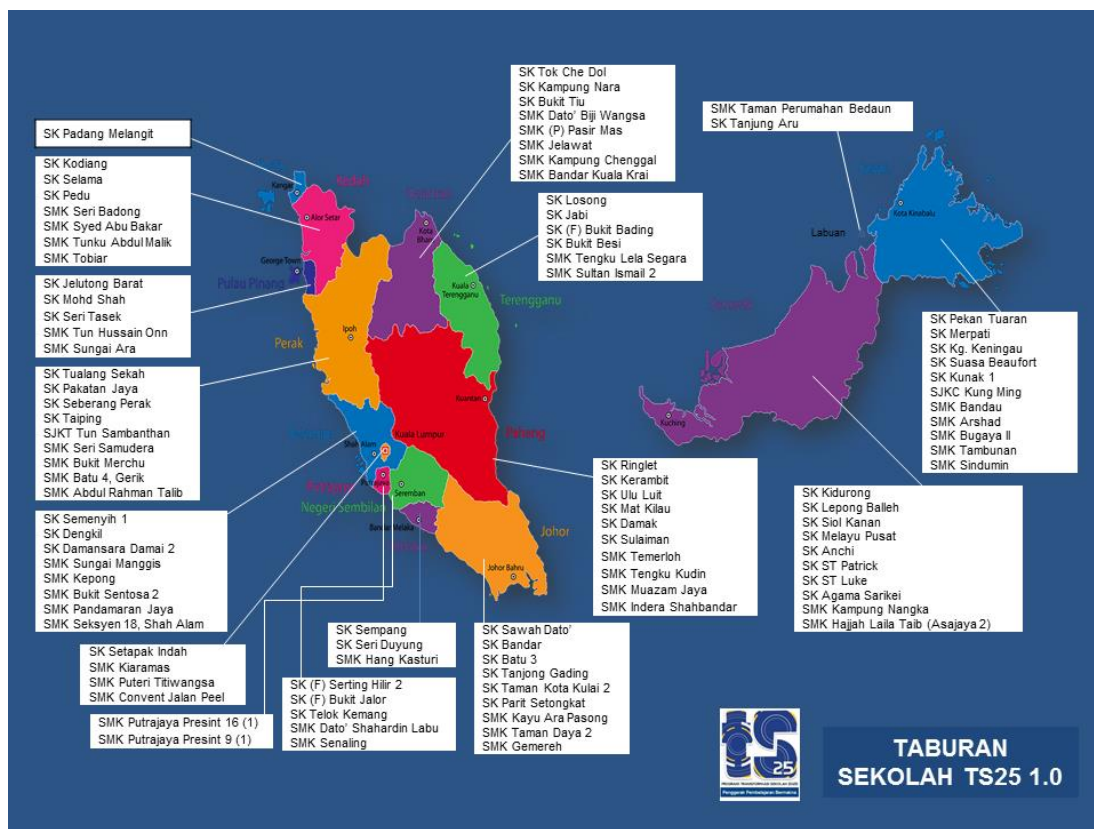 SK Padang Melangit
SK Kodiang
SK Selama
SK Pedu
SMK Seri Badong
SMK Syed Abu Bakar
SMK Tunku Abdul Malik
SMK Tobiar
SK Jelutong Barat
SK Mohd Shah
SK Seri Tasek
SMK Tun Hussain Onn
SMK Sungai Ara
SK Tualang Sekah
SK Pakatan Jaya
SK Seberang Perak
SK Taiping
SJKT Tun Sambanthan
SMK Seri Samudera
SMK Bukit Merchu
SMK Batu 4, Gerik
SMK Abdul Rahman Talib
SK Semenyih 1
SK Dengkil
SK Damansara Damai 2
SMK Sungai Manggis
SMK Kepong
SMK Bukit Sentosa 2
SMK Pandamaran Jaya
SMK Seksyen 18, Shah Alam
SK Setapak Indah
SMK Kiaramas
SMK Puteri Titiwangsa
SMK Convent Jalan Peel
SMK Putrajaya Presint 16 (1)
SMK Putrajaya Presint 9 (1)
SK Tok Che Dol
SK Kampung Nara
SK Bukit Tiu
SMK Dato' Biji Wangsa
SMK (P) Pasir Mas
SMK Jelawat
SMK Kampung Chenggal
SMK Bandar Kuala Krai
SK Losong
SK Jabi
SK (F) Bukit Bading
SK Bukit Besi
SMK Tengku Lela Segara
SMK Sultan Ismail 2
Kangar
Kedah
Alor Setar
Kota
Bharu
George Town
Pulau Pinang
Kuala
Terengganu
Terengganu
Perak
Ipoh
Kuantan
Pahang
Shah Alam
Kuala Lumpur
Putrajaya
Seremban
Negeri Sembilan
Bandar Melaka
Johor
Johor Bahru
SK Ringlet
SK Kerambit
SK Ulu Luit
SK Mat Kilau
SK Damak
SK Sulaiman
SMK Temerloh
SMK Tengku Kudin
SMK Muazam Jaya
SMK Indera Shahbandar
SK Sempang
SK Seri Duyung
SMK Hang Kasturi
SK (F) Serting Hilir 2
SK (F) Bukit Jalor
SK Telok Kemang
SMK Dato' Shahardin Labu
SMK Senaling
SK Sawah Dato'
SK Bandar
SK Batu 3
SK Tanjong Gading
SK Taman Kota Kulai 2
SK Parit Setongkat
SMK Kayu Ara Pasong
SMK Taman Daya 2
SMK Gemereh
SMK Taman Perumahan Bedaun
SK Tanjung Aru
Kota Kinabalu
Labuan
Kuching
SK Pekan Tuaran
SK Merpati
SK Kg. Keningau
SK Suasa Beaufort
SK Kunak 1
SJKC Kung Ming
SMK Bandau
SMK Arshad
SMK Bugaya II
SMK Tambunan
SMK Sindumin
SK Kidurong
SK Lepong Balleh
SK Siol Kanan
SK Melayu Pusat
SK Anchi
SK ST Patrick
SK ST Luke
SK Agama Sarikei
SMK Kampung Nangka
SMK Hajjah Laila Taib (Asajaya 2)
TS
25
PROGRAM TRANSFORMASI SEKOLAH TS25
Penggerak Pembelajaran Bermakna
TABURAN
SEKOLAH TS25 1.0